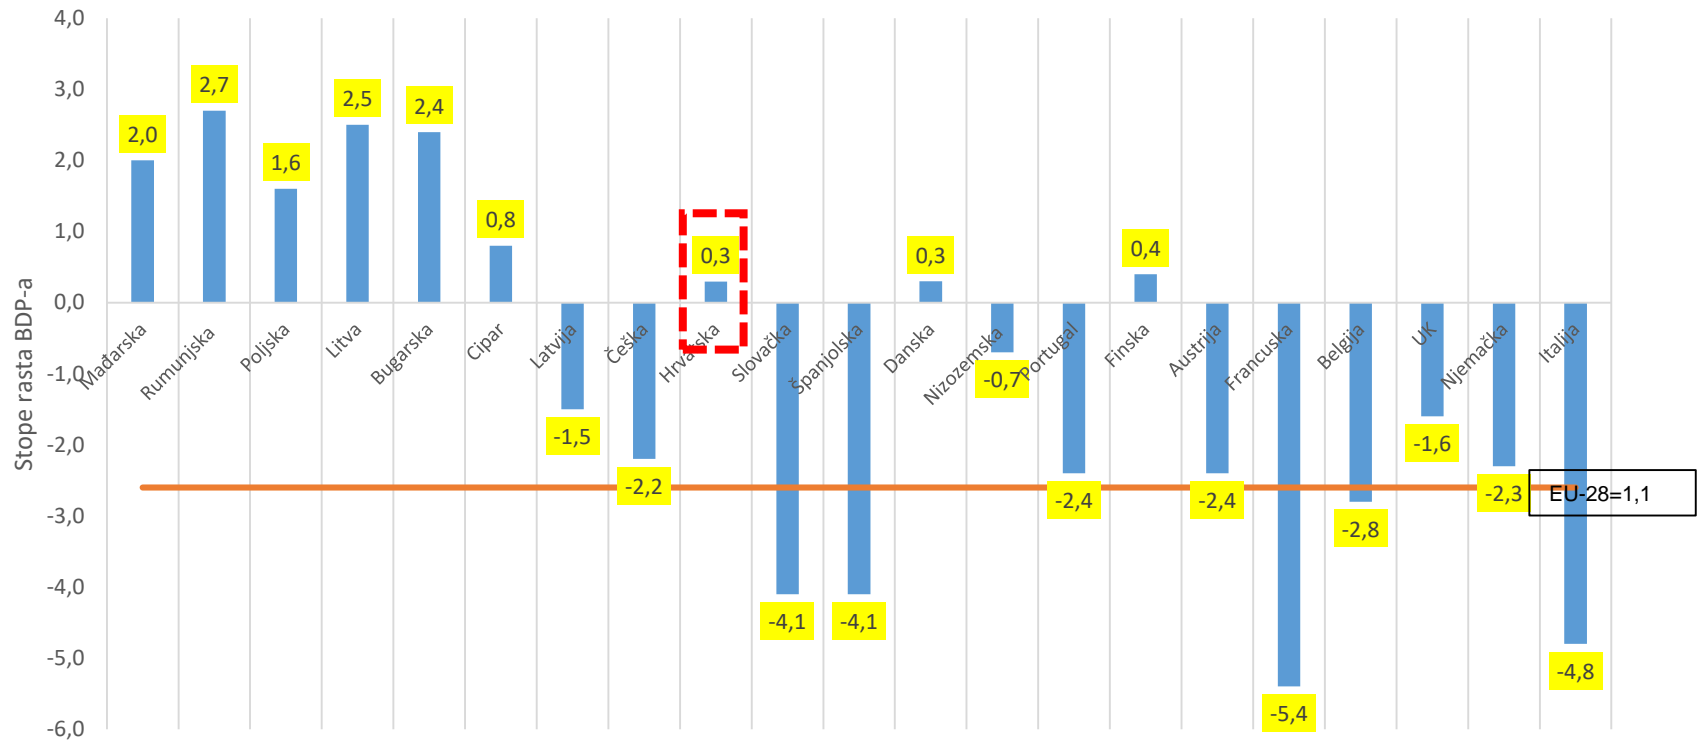 Stope rasta BDP-a
4,0
3,0
2,0
1,0
0,0
-1,0
-2,0
-3,0
-4,0
-5,0
-6,0
2,0
2,7
1,6
2,5
2,4
0,8
-1,5
-2,2
0,3
-4,1
-4,1
0,3
-0,7
-2,4
0,4
-2,4
-5,4
-2,8
-1,6
-2,3
-4,8
Mađarska
Rumunjska
Poljska
Litva
Bugarska
Cipar
Latvija
Češka
Hrvatska
Slovačka
Španjolska
Danska
Nizozemska
Portugal
Finska
Austrija
Francuska
Belgija
UK
Njemačka
Italija
EU-28=1,1